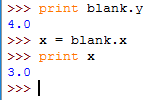 >>> print blank.y
4.0
>>> x = blank.x
>>> print x
3.0
>>>